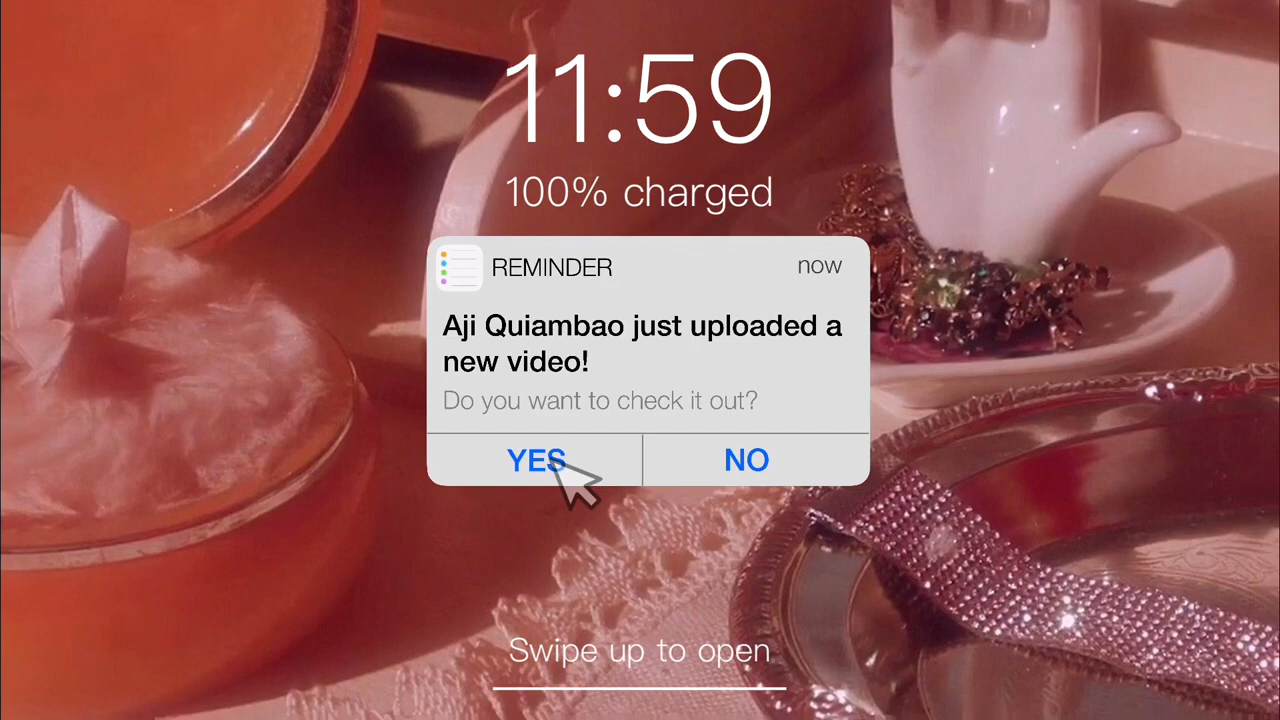 11:59
100% charged
REMINDER now
Aji Quiambao just uploaded a
new video!
Do you want to check it out?
YES NO
Swipe up to open